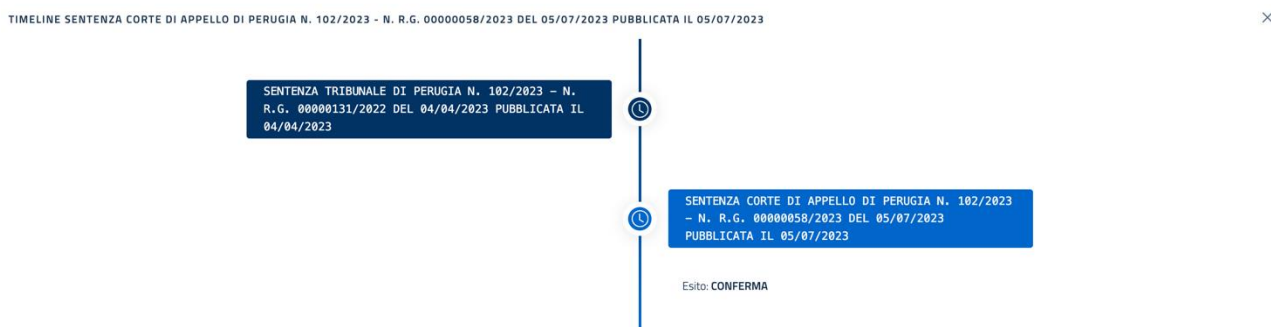 TIMELINE SENTENZA CORTE DI APPELLO DI PERUGIA N. 102/2023 - N. R.G. 00000058/2023 DEL 05/07/2023 PUBBLICATA IL 05/07/2023
SENTENZA TRIBUNALE DI PERUGIA N. 102/2023 – N.
R.G. 00000131/2022 DEL 04/04/2023 PUBBLICATA IL
04/04/2023
SENTENZA CORTE DI APPELLO DI PERUGIA N. 102/2023
– N. R.G. 00000058/2023 DEL 05/07/2023
PUBBLICATA IL 05/07/2023
Esito: CONFERMA